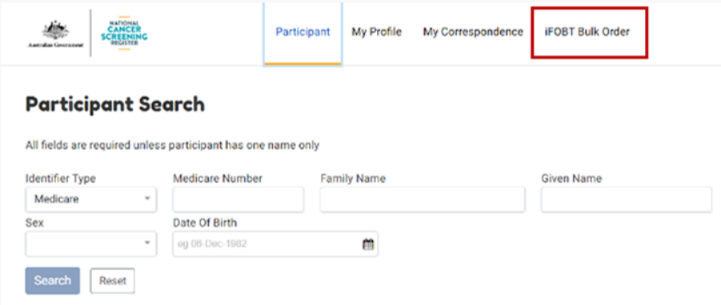 Australian Government
NATIONAL
CANCER
SCREENING
REGISTER
Participant My Profile My Correspondence iFOBT Bulk Order
Participant Search
All fields are required unless participant has one name only
Identifier Type Medicare Number Family Name Given Name
Medicare
Sex Date Of Birth
eg 06-Dec-1982
Search Reset